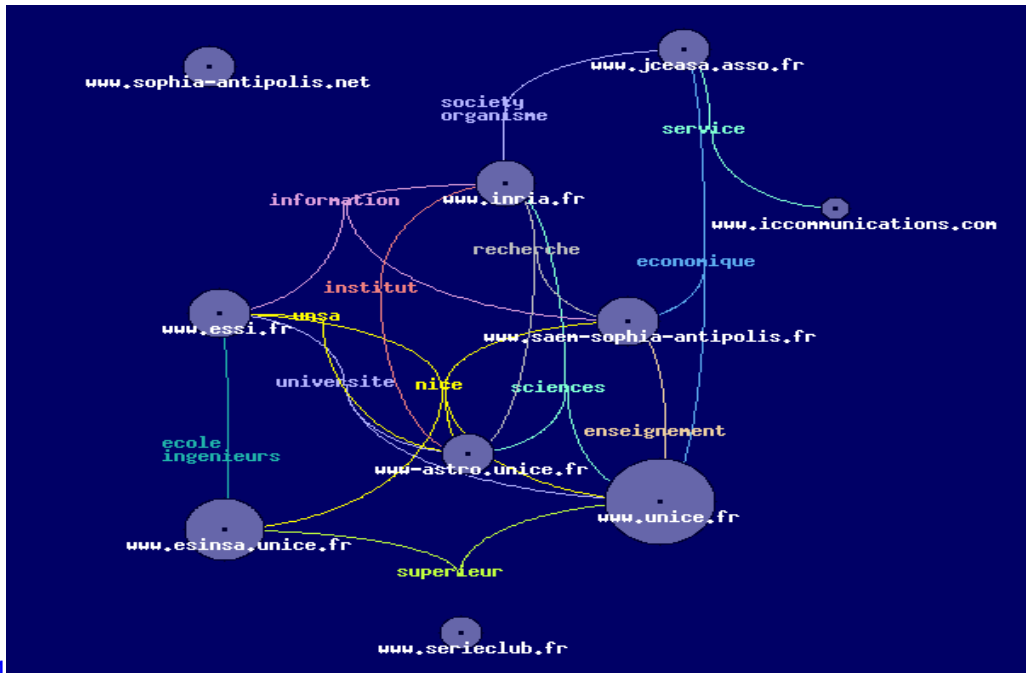 www.jceasa.asso.fr
www.sophia-antipolis.net
society
organisme
service
information
www.inria.fr
www.iccommunications.com
recherche
economique
institut
unsa
www.essi.fr
www.saem-sophia-antipolis.fr
universite
nice
sciences
enseignement
ecole
ingenieurs
www-astro.unice.fr
www.unice.fr
www.esinsa.unice.fr
superieur
www.serieclub.fr